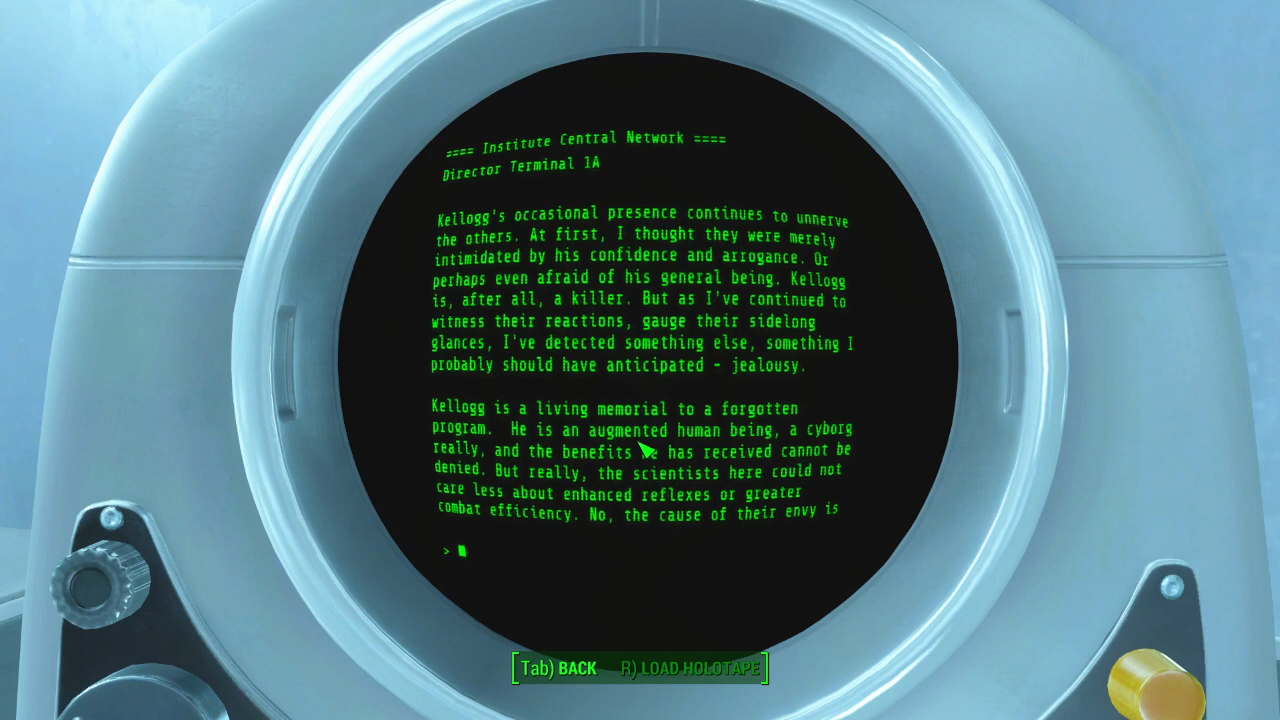 ==== Institute Central Network ====
Director Terminal 1A
Kellogg's occasional presence continues to unnerve
the others. At first, I thought they were merely
intimidated by his confidence and arrogance. Or
perhaps even afraid of his general being. Kellogg
is, after all, a killer. But as I've continued to
witness their reactions, gauge their sidelong
glances, I've detected something else, something I
probably should have anticipated - jealousy.
Kellogg is a living memorial to a forgotten
program.  He is an augmented human being, a cyborg
really, and the benefits he has received cannot be
denied. But really, the scientists here could not
care less about enhanced reflexes or greater
combat efficiency. No, the cause of their envy is
>
Tab) BACK R) LOAD HOLOTAPE